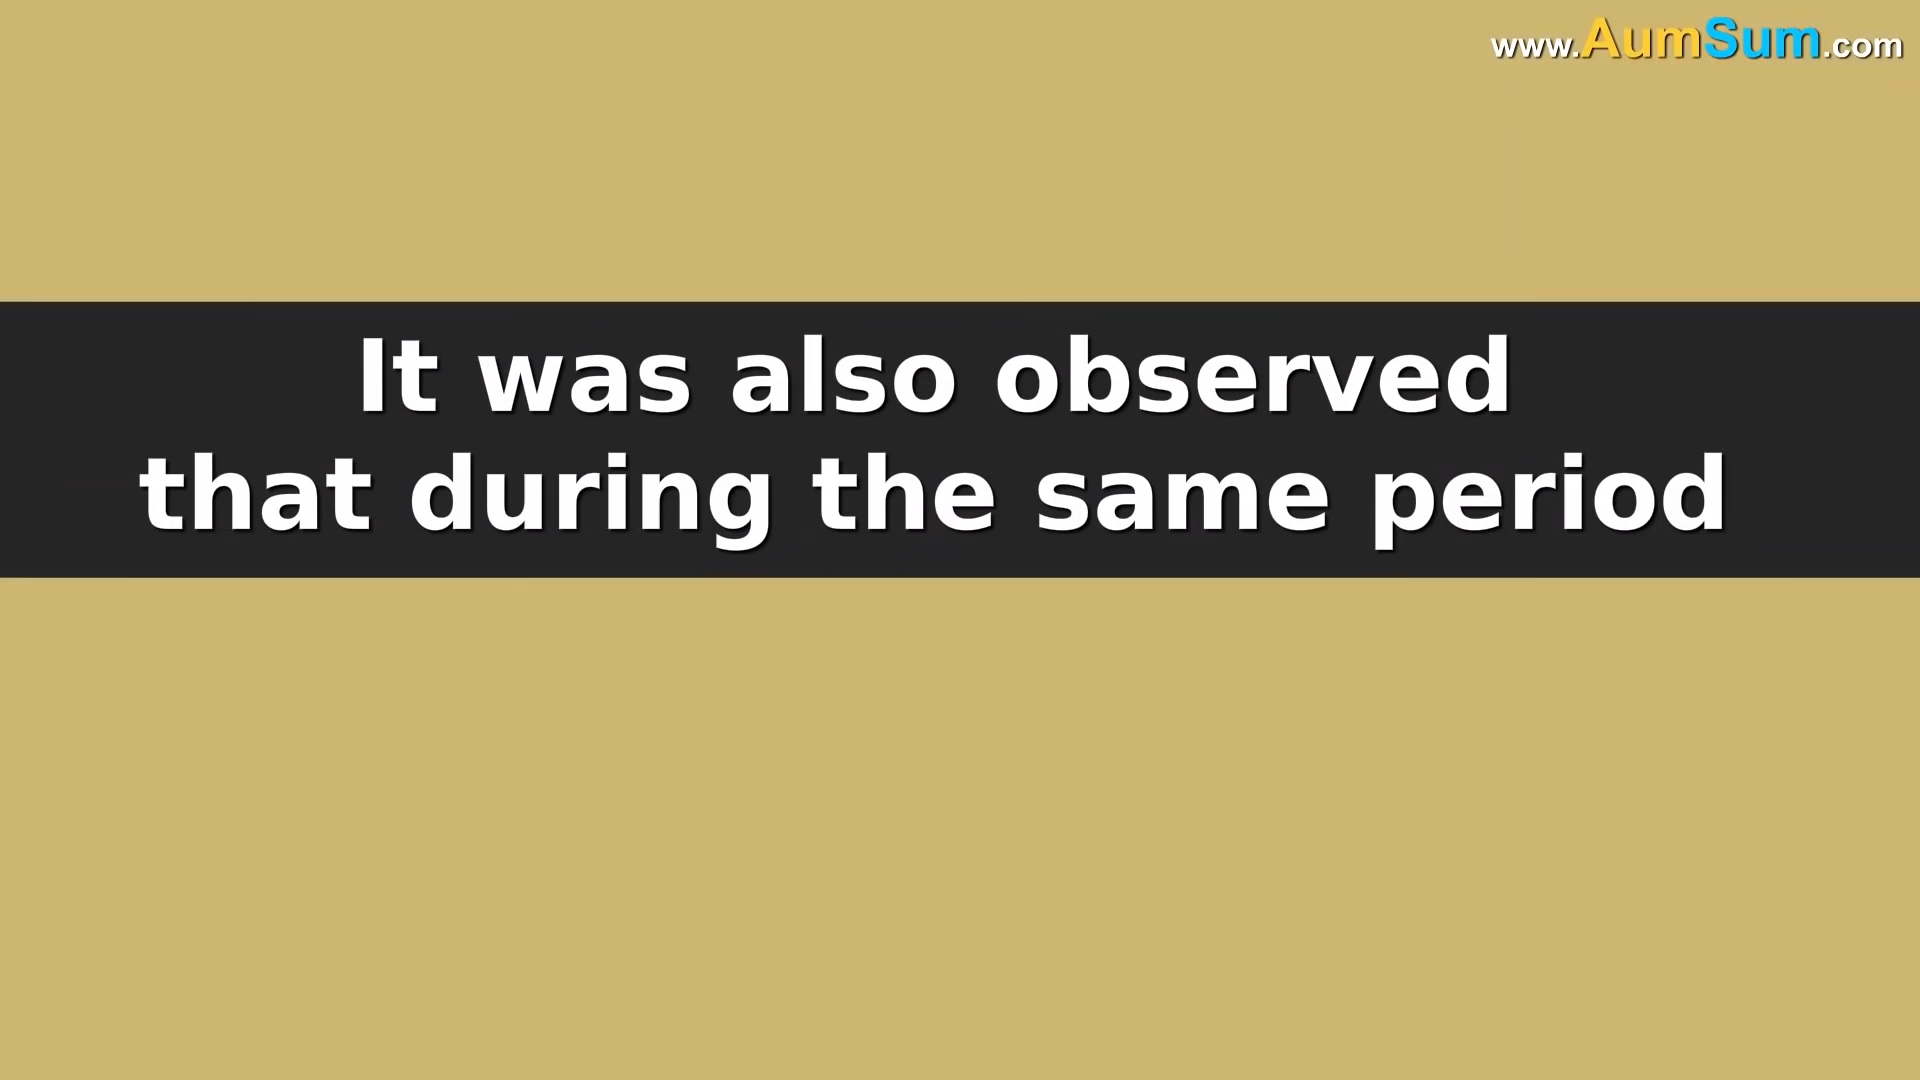 www.AumSum.com
It was also observed
that during the same period